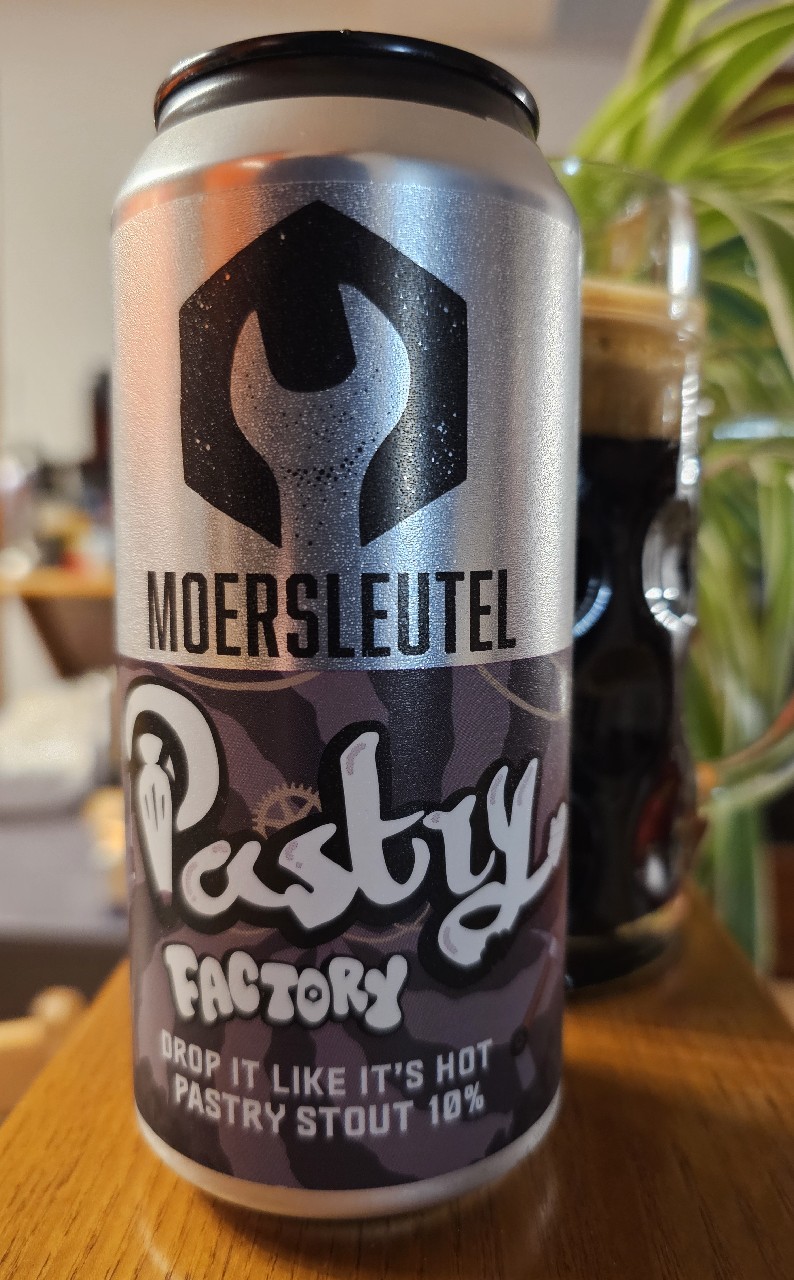 MOERSLEUTEL
Pastry
FACTORY
DROP IT LIKE IT'S HOT
PASTRY STOUT 10%